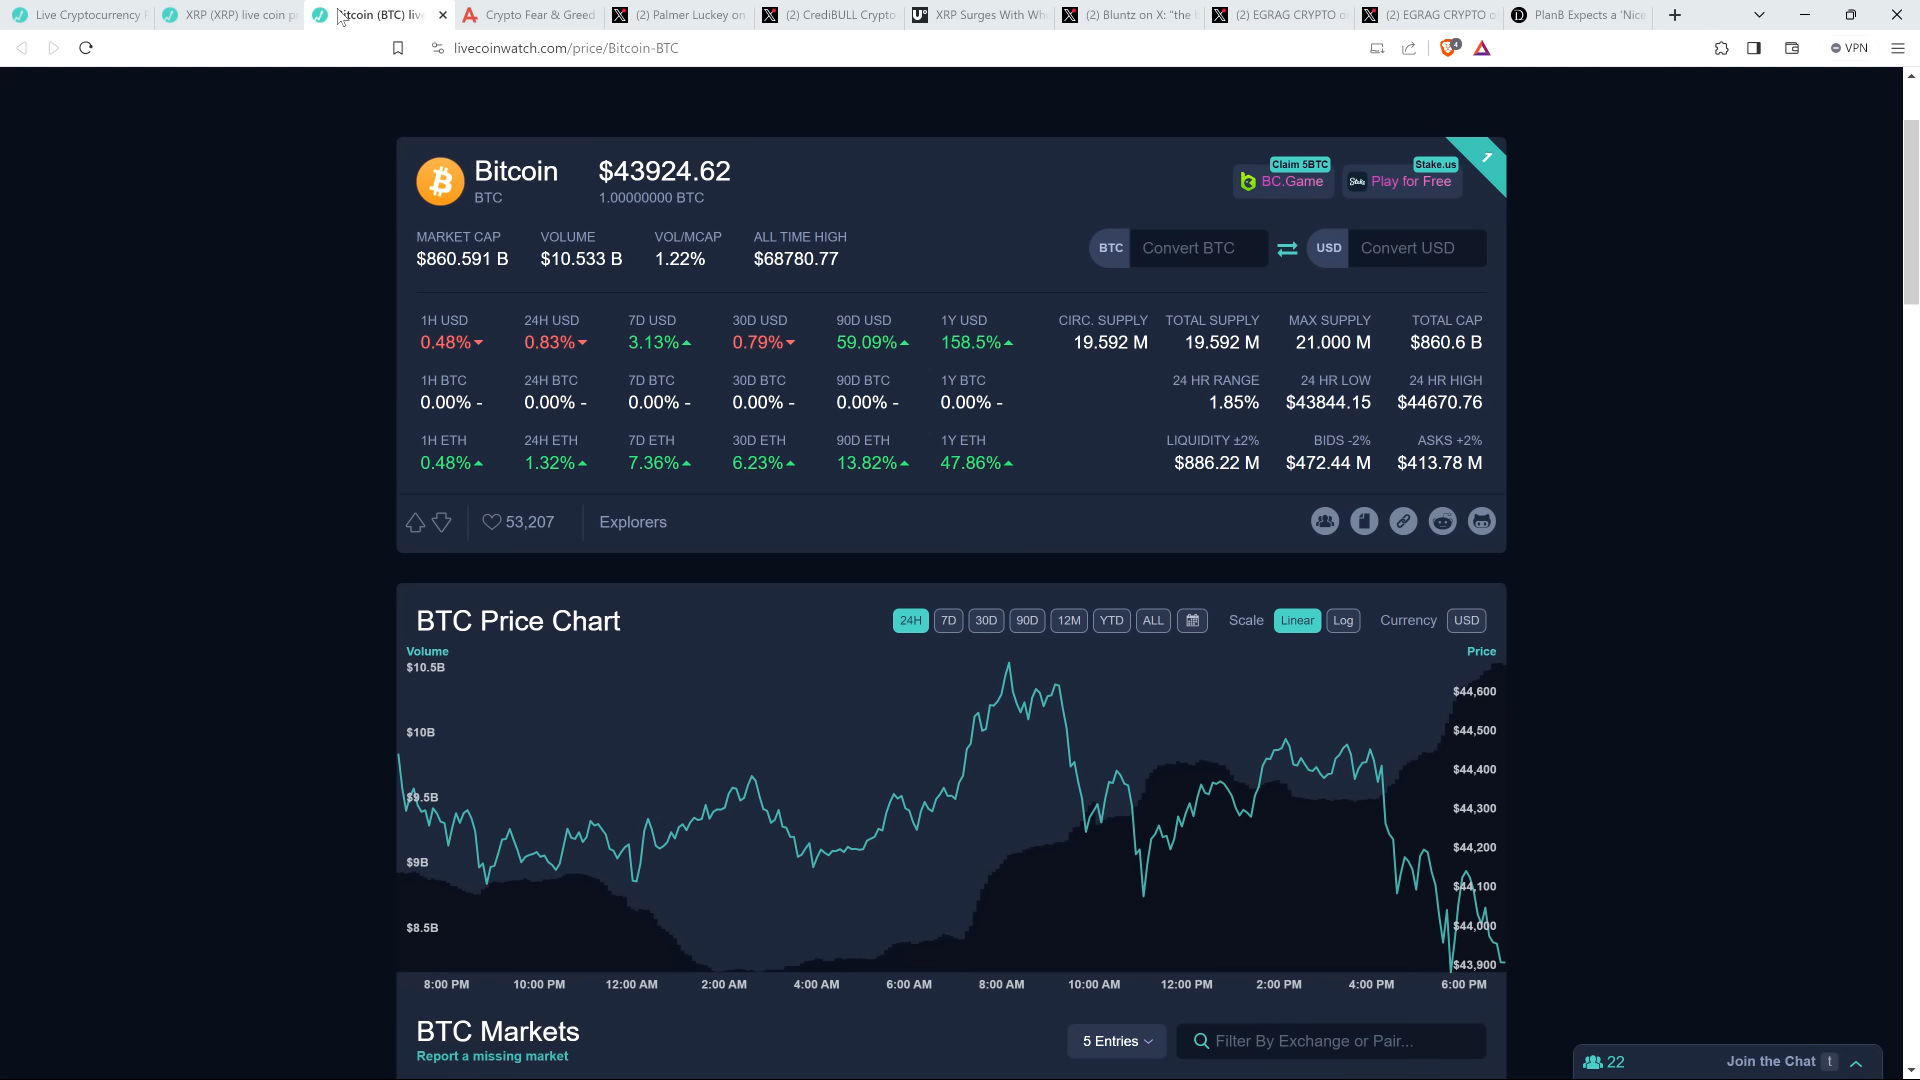 Live Cryptocurrency P
XRP (XRP) live coin p
itcoin (BTC) live
Crypto Fear & Greed
(2) Palmer Luckey on
(2) CrediBULL Crypto
XRP Surges With Wh
(2) Bluntz on X: "the
(2) EGRAG CRYPTO o
(2) EGRAG CRYPTO o
PlanB Expects a 'Nice
livecoinwatch.com/price/Bitcoin-BTC
4
VPN
Bitcoin
$43924.62
BTC
1.00000000 BTC
Claim 5BTC
BC.Game
Stake.us
Stake
Play for Free
1
MARKET CAP VOLUME VOL/MCAP ALL TIME HIGH
$860.591 B $10.533 B 1.22% $68780.77
BTC Convert BTC USD Convert USD
1H USD 24H USD 7D USD 30D USD 90D USD 1Y USD CIRC. SUPPLY TOTAL SUPPLY MAX SUPPLY TOTAL CAP
0.48% 0.83% 3.13% 0.79% 59.09% 158.5% 19.592 M 19.592 M 21.000 M $860.6 B
1H BTC 24H BTC 7D BTC 30D BTC 90D BTC 1Y BTC 24 HR RANGE 24 HR LOW 24 HR HIGH
0.00% - 0.00% - 0.00% - 0.00% - 0.00% - 0.00% - 1.85% $43844.15 $44670.76
1H ETH 24H ETH 7D ETH 30D ETH 90D ETH 1Y ETH LIQUIDITY ±2% BIDS -2% ASKS +2%
0.48% 1.32% 7.36% 6.23% 13.82% 47.86% $886.22 M $472.44 M $413.78 M
53,207 Explorers
BTC Price Chart 24H 7D 30D 90D 12M YTD ALL Scale Linear Log Currency USD
Volume Price
$10.5B
$10B
$9.5B
$9B
$8.5B
$44,600
$44,500
$44,400
$44,300
$44,200
$44,100
$44,000
$43,900
8:00 PM 10:00 PM 12:00 AM 2:00 AM 4:00 AM 6:00 AM 8:00 AM 10:00 AM 12:00 PM 2:00 PM 4:00 PM 6:00 PM
BTC Markets
Report a missing market
5 Entries
Filter By Exchange or Pair...
22 Join the Chat t